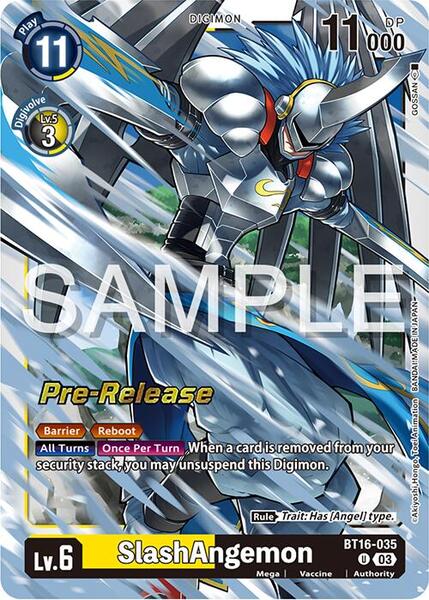 Play
DIGIMON
DP
11
11000
Digivolve
Lv.5
3
GOSSAN
SAMPLE
Pre-Release
Barrier Reboot
All Turns Once Per Turn When a card is removed from your
security stack, you may unsuspend this Digimon.
Rule Trait: Has [Angel] type.
©Akiyoshi Hongo, Toei Animation BANDAI MADE IN JAPAN
Lv.6
SlashAngemon
BT16-035
U 03
Mega | Vaccine | Authority